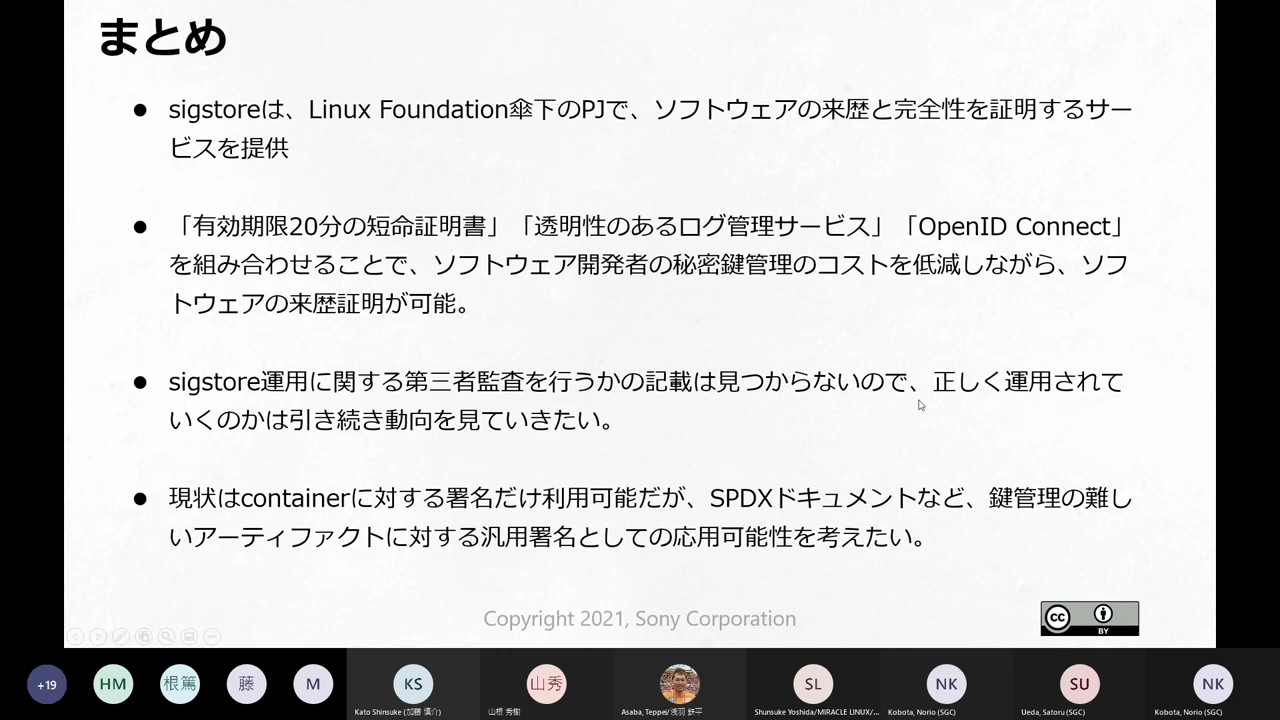 まとめ
● sigstoreは、Linux Foundation傘下のPJで、ソフトウェアの来歴と完全性を証明するサー
ビスを提供
● 「有効期限20分の短命証明書」「透明性のあるログ管理サービス」「OpenID Connect」
を組み合わせることで、ソフトウェア開発者の秘密鍵管理のコストを低減しながら、ソフ
トウェアの来歴証明が可能。
● sigstore運用に関する第三者監査を行うかの記載は見つからないので、正しく運用されて
いくのかは引き続き動向を見ていきたい。
● 現状はcontainerに対する署名だけ利用可能だが、SPDXドキュメントなど、鍵管理の難し
いアーティファクトに対する汎用署名としての応用可能性を考えたい。
Copyright 2021, Sony Corporation
cc BY
+19 HM 根篤 藤 M KS 山秀 SL NK SU NK
Kato Shinsuke (加藤 慎介) 山根 秀樹 Asaba, Teppei/浅羽 鉄平 Shunsuke Yoshida/MIRACLE LINUX/... Kobota, Norio (SGC) Ueda, Satoru (SGC) Kobota, Norio (SGC)